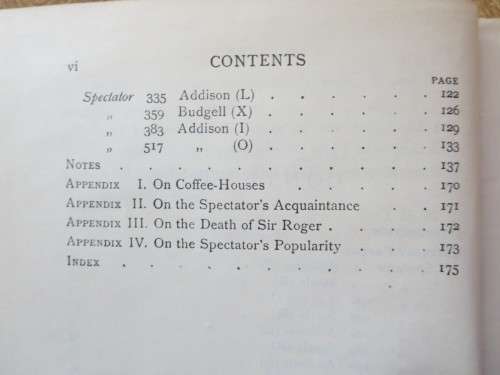 vi CONTENTS
PAGE
Spectator 335 Addison (L) . . . . . . 122
„ 359 Budgell (X) . . . . . . 126
„ 383 Addison (I) . . . . . . 129
„ 517 „ (O) . . . . . . 133
NOTES . . . . . . . . . . 137
APPENDIX I. On Coffee-Houses . . . . . . 170
APPENDIX II. On the Spectator's Acquaintance . . . 171
APPENDIX III. On the Death of Sir Roger . . . . 172
APPENDIX IV. On the Spectator's Popularity . . . . 173
INDEX . . . . . . . . . . 175